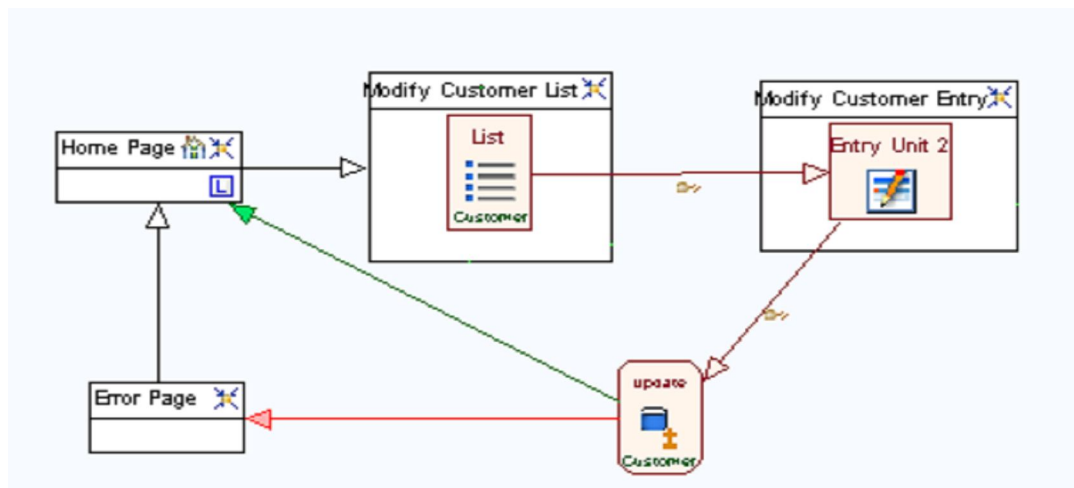 Modify Customer List
Modify Customer Entry
List
Customer
Entry Unit 2
Home Page
L
update
Customer
Error Page